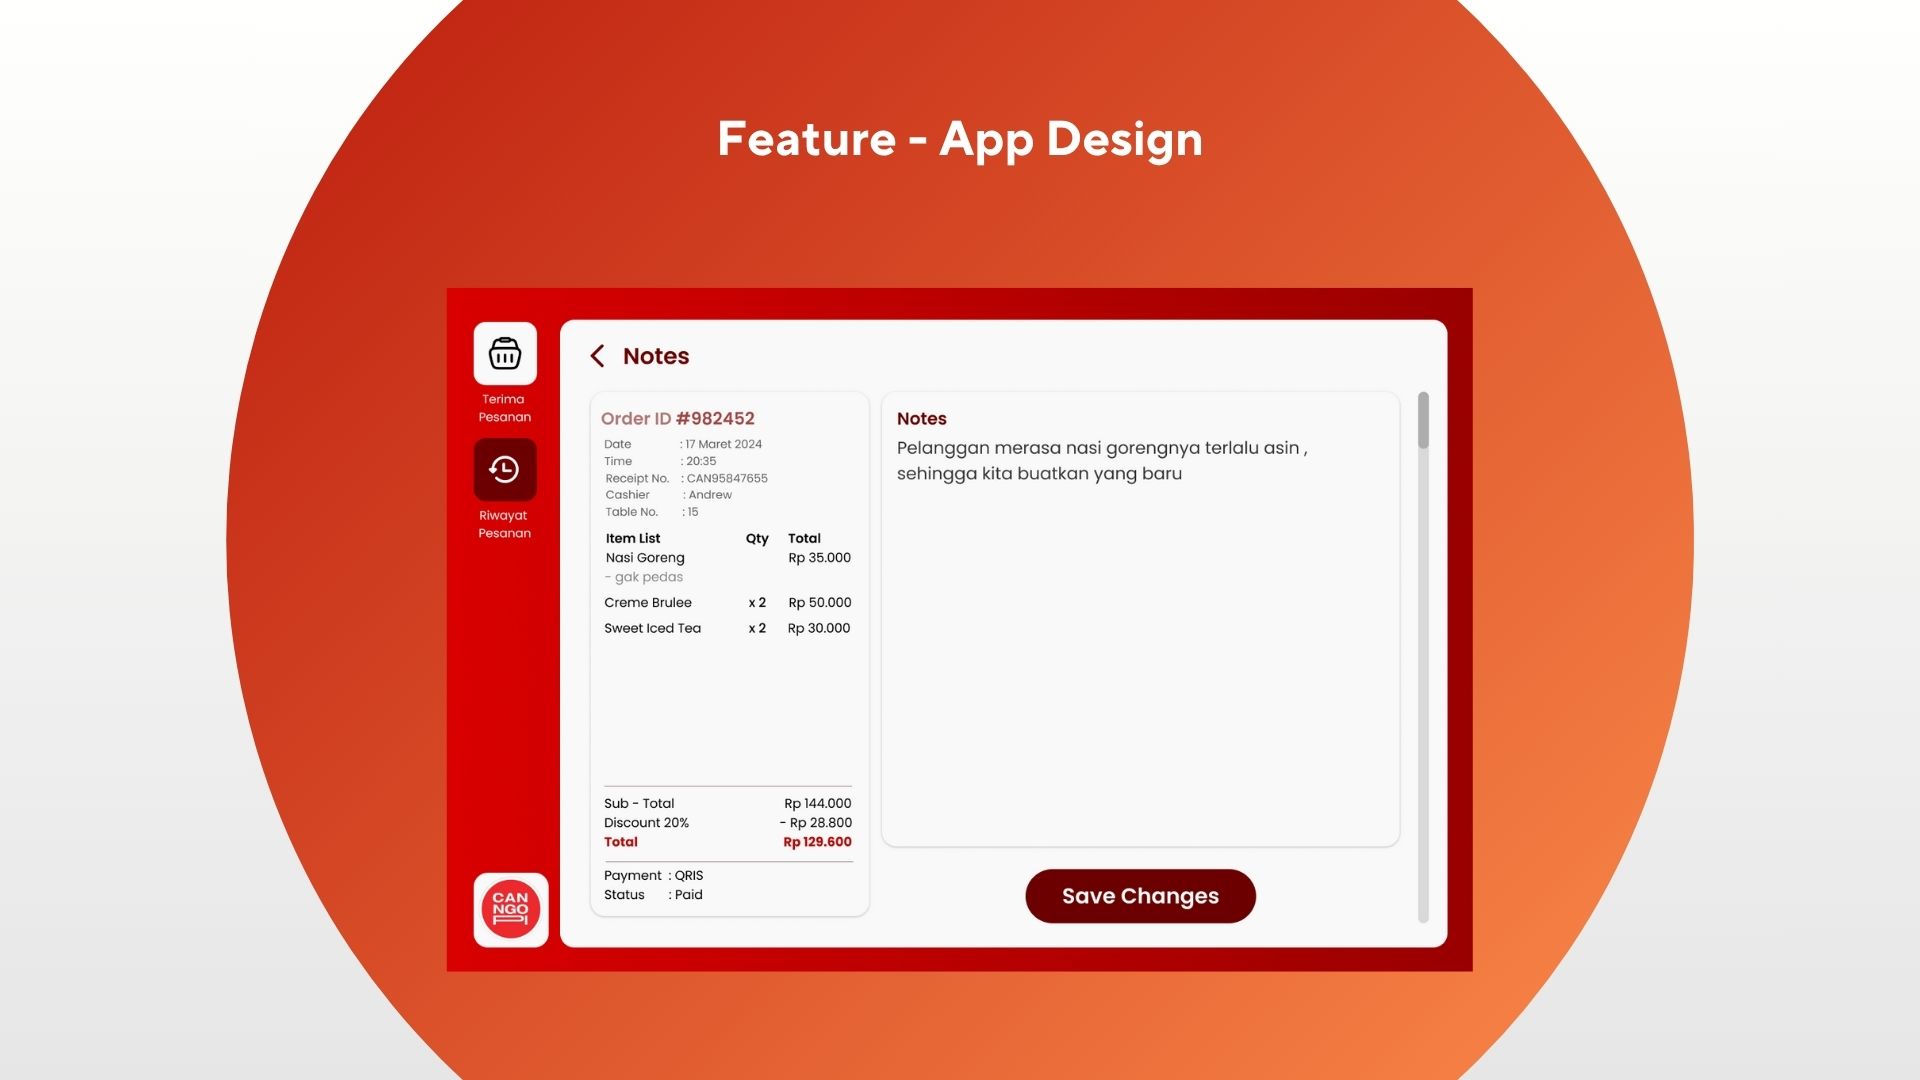 Feature - App Design
Terima
Pesanan
Riwayat
Pesanan
CAN
NGO
PI
Notes
Order ID #982452
Date : 17 Maret 2024
Time : 20:35
Receipt No. : CAN95847655
Cashier : Andrew
Table No. : 15
Item List Qty Total
Nasi Goreng Rp 35.000
- gak pedas
Creme Brulee x 2 Rp 50.000
Sweet Iced Tea x 2 Rp 30.000
Sub - Total Rp 144.000
Discount 20% - Rp 28.800
Total Rp 129.600
Payment : QRIS
Status : Paid
Notes
Pelanggan merasa nasi gorengnya terlalu asin ,
sehingga kita buatkan yang baru
Save Changes